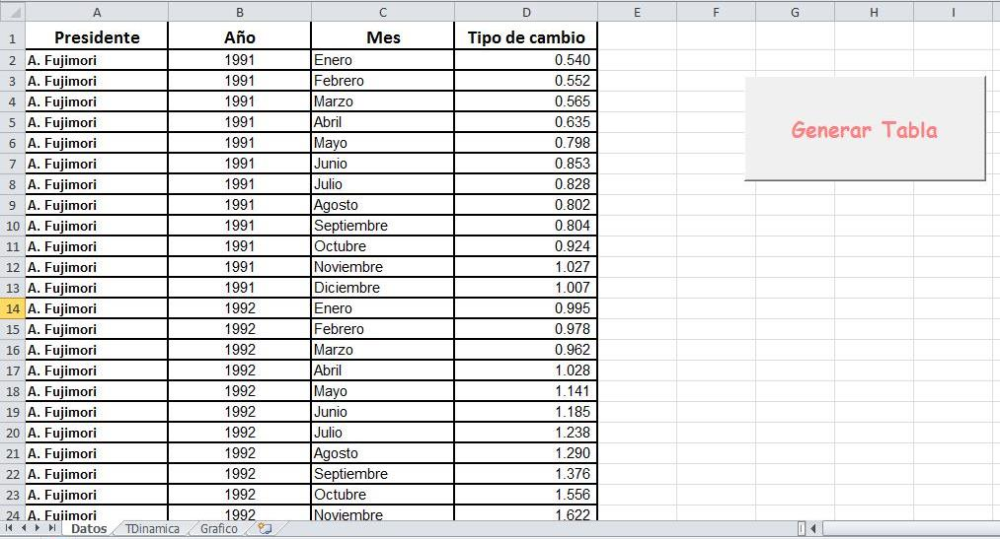 A B C D E F G H I
1 Presidente Año Mes Tipo de cambio
2 A. Fujimori 1991 Enero 0.540
3 A. Fujimori 1991 Febrero 0.552
4 A. Fujimori 1991 Marzo 0.565
5 A. Fujimori 1991 Abril 0.635
6 A. Fujimori 1991 Mayo 0.798
7 A. Fujimori 1991 Junio 0.853
8 A. Fujimori 1991 Julio 0.828
9 A. Fujimori 1991 Agosto 0.802
10 A. Fujimori 1991 Septiembre 0.804
11 A. Fujimori 1991 Octubre 0.924
12 A. Fujimori 1991 Noviembre 1.027
13 A. Fujimori 1991 Diciembre 1.007
14 A. Fujimori 1992 Enero 0.995
15 A. Fujimori 1992 Febrero 0.978
16 A. Fujimori 1992 Marzo 0.962
17 A. Fujimori 1992 Abril 1.028
18 A. Fujimori 1992 Mayo 1.141
19 A. Fujimori 1992 Junio 1.185
20 A. Fujimori 1992 Julio 1.238
21 A. Fujimori 1992 Agosto 1.290
22 A. Fujimori 1992 Septiembre 1.376
23 A. Fujimori 1992 Octubre 1.556
24 A. Fujimori 1992 Noviembre 1.622
Generar Tabla
Datos TDinamica Grafico